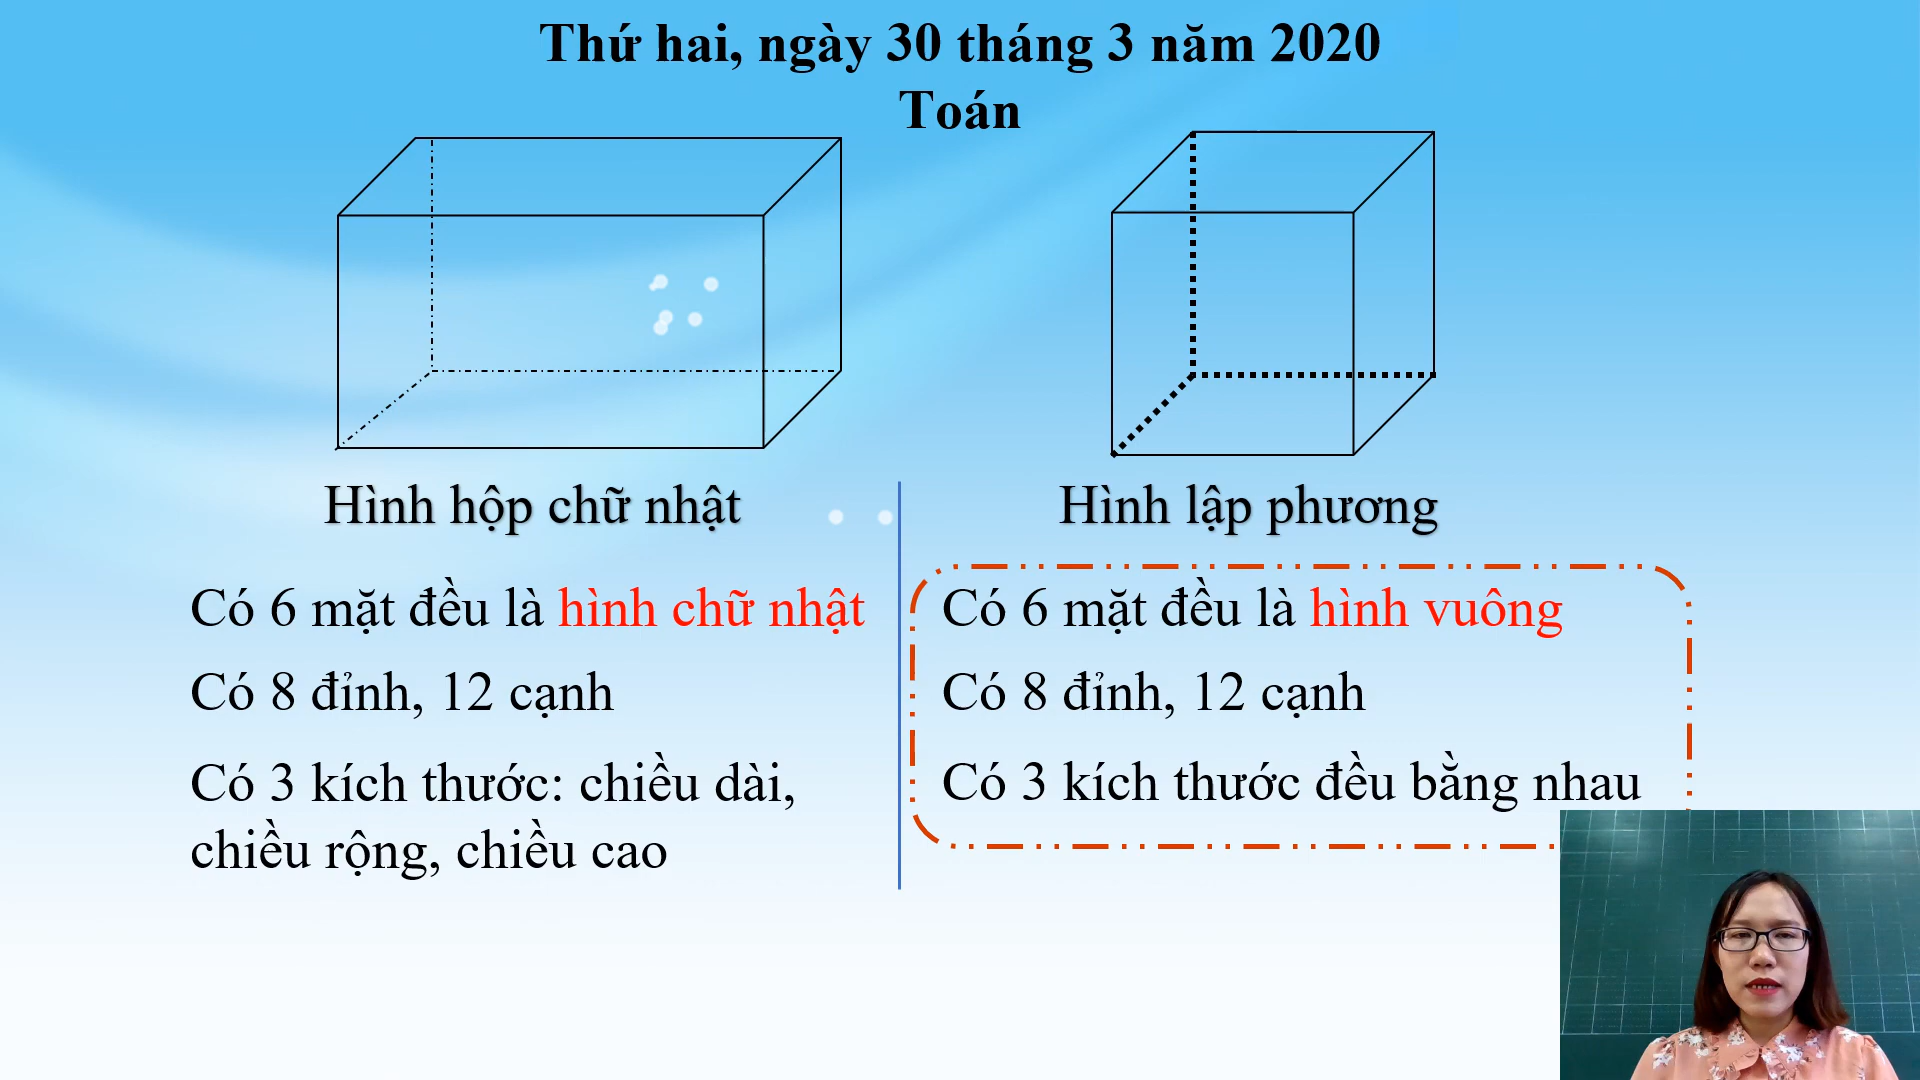 Thứ hai, ngày 30 tháng 3 năm 2020
Toán
Hình hộp chữ nhật
Có 6 mặt đều là hình chữ nhật
Có 8 đỉnh, 12 cạnh
Có 3 kích thước: chiều dài,
chiều rộng, chiều cao
Hình lập phương
Có 6 mặt đều là hình vuông
Có 8 đỉnh, 12 cạnh
Có 3 kích thước đều bằng nhau